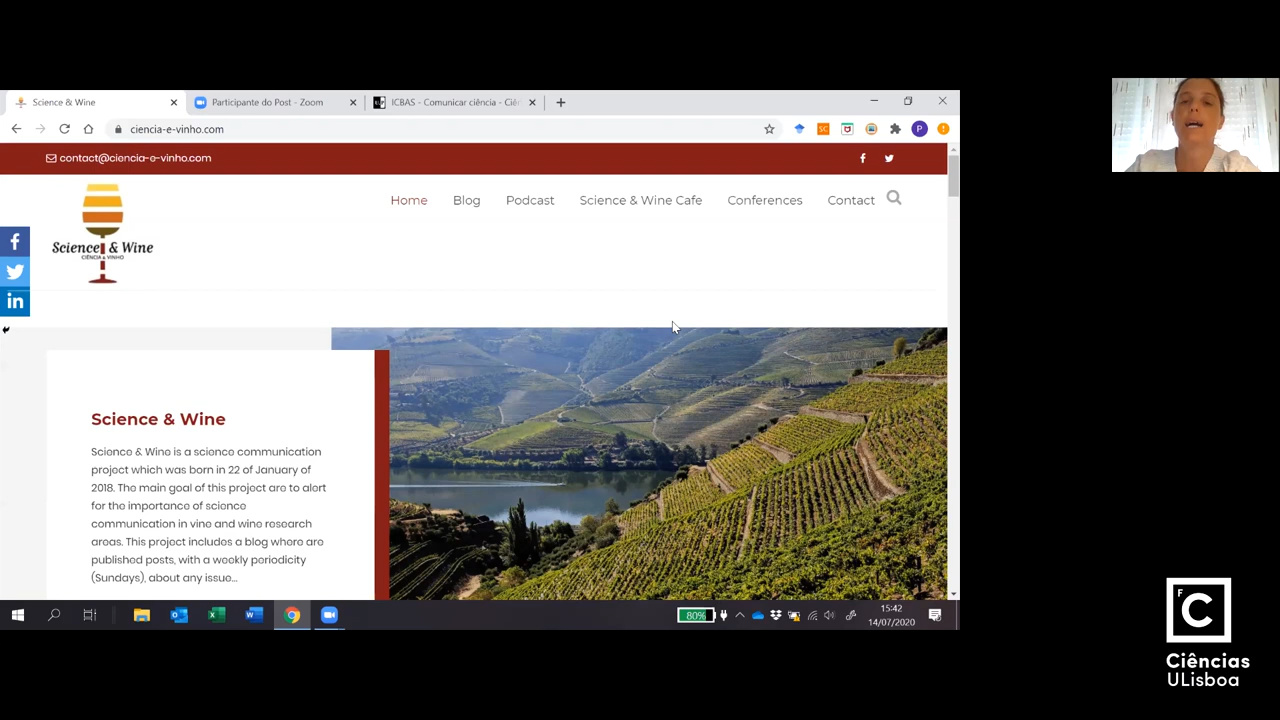 Science & Wine
Participante do Post - Zoom
ICBAS - Comunicar ciência - Ciê
ciencia-e-vinho.com
SC
P
contact@ciencia-e-vinho.com
Home
Blog
Podcast
Science & Wine Cafe
Conferences
Contact
Science & Wine
CIÊNCIA & VINHO
Science & Wine
Science & Wine is a science communication
project which was born in 22 of January of
2018. The main goal of this project are to alert
for the importance of science
communication in vine and wine research
areas. This project includes a blog where are
published posts, with a weekly periodicity
(Sundays), about any issue...
80%
15:42
14/07/2020
F
C
Ciências
ULisboa